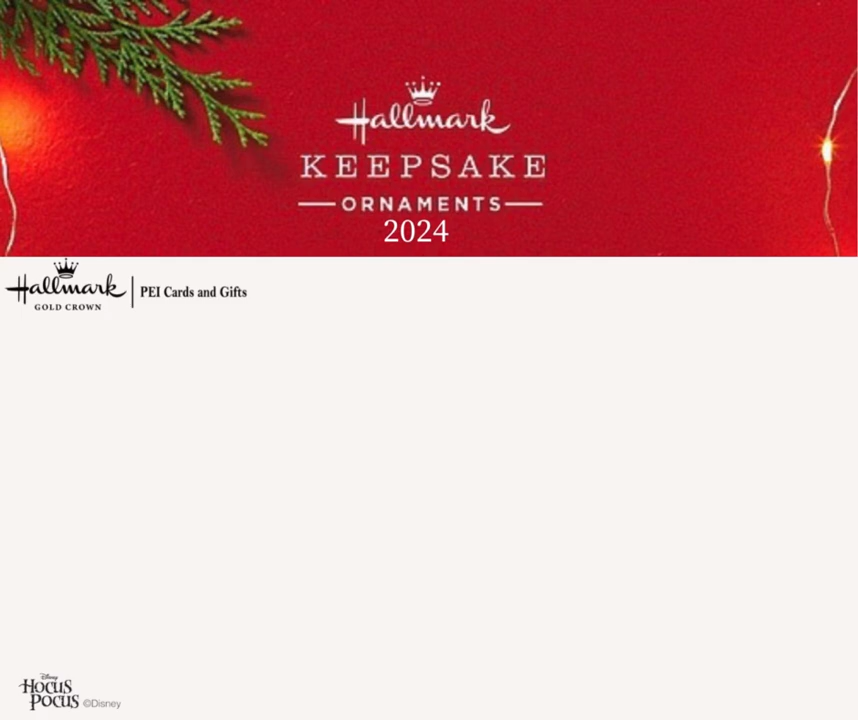 Hallmark
KEEPSAKE
ORNAMENTS
2024
Hallmark
GOLD CROWN
PEI Cards and Gifts
Disney
HOCUS
POCUS ©Disney